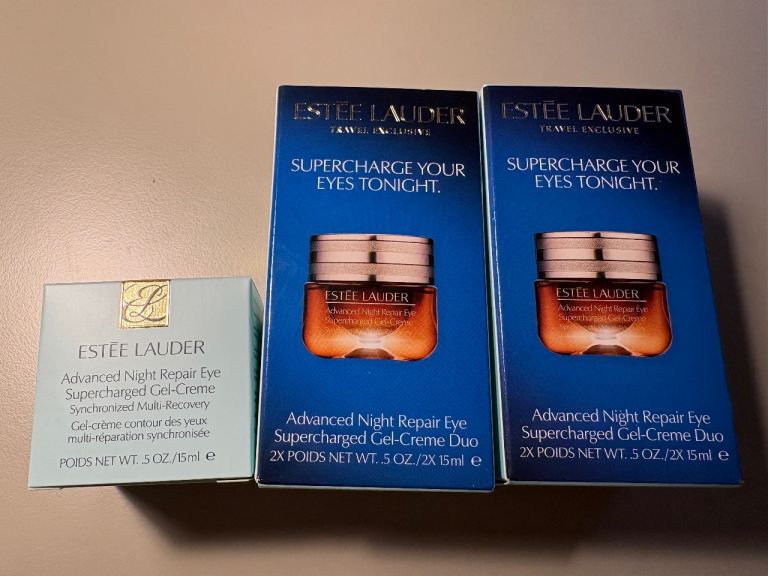 ESTĒE LAUDER
Advanced Night Repair Eye
Supercharged Gel-Creme
Synchronized Multi-Recovery
Gel-crème contour des yeux
multi-réparation synchronisée
POIDS NET WT. .5 OZ./15ml ℮
ESTĒE LAUDER
TRAVEL EXCLUSIVE
SUPERCHARGE YOUR
EYES TONIGHT.
ESTĒE LAUDER
Advanced Night Repair Eye
Supercharged Gel-Creme
Advanced Night Repair Eye
Supercharged Gel-Creme Duo
2X POIDS NET WT. .5 OZ./2X 15ml ℮
ESTĒE LAUDER
TRAVEL EXCLUSIVE
SUPERCHARGE YOUR
EYES TONIGHT.
ESTĒE LAUDER
Advanced Night Repair Eye
Supercharged Gel-Creme
Advanced Night Repair Eye
Supercharged Gel-Creme Duo
2X POIDS NET WT. .5 OZ./2X 15ml ℮